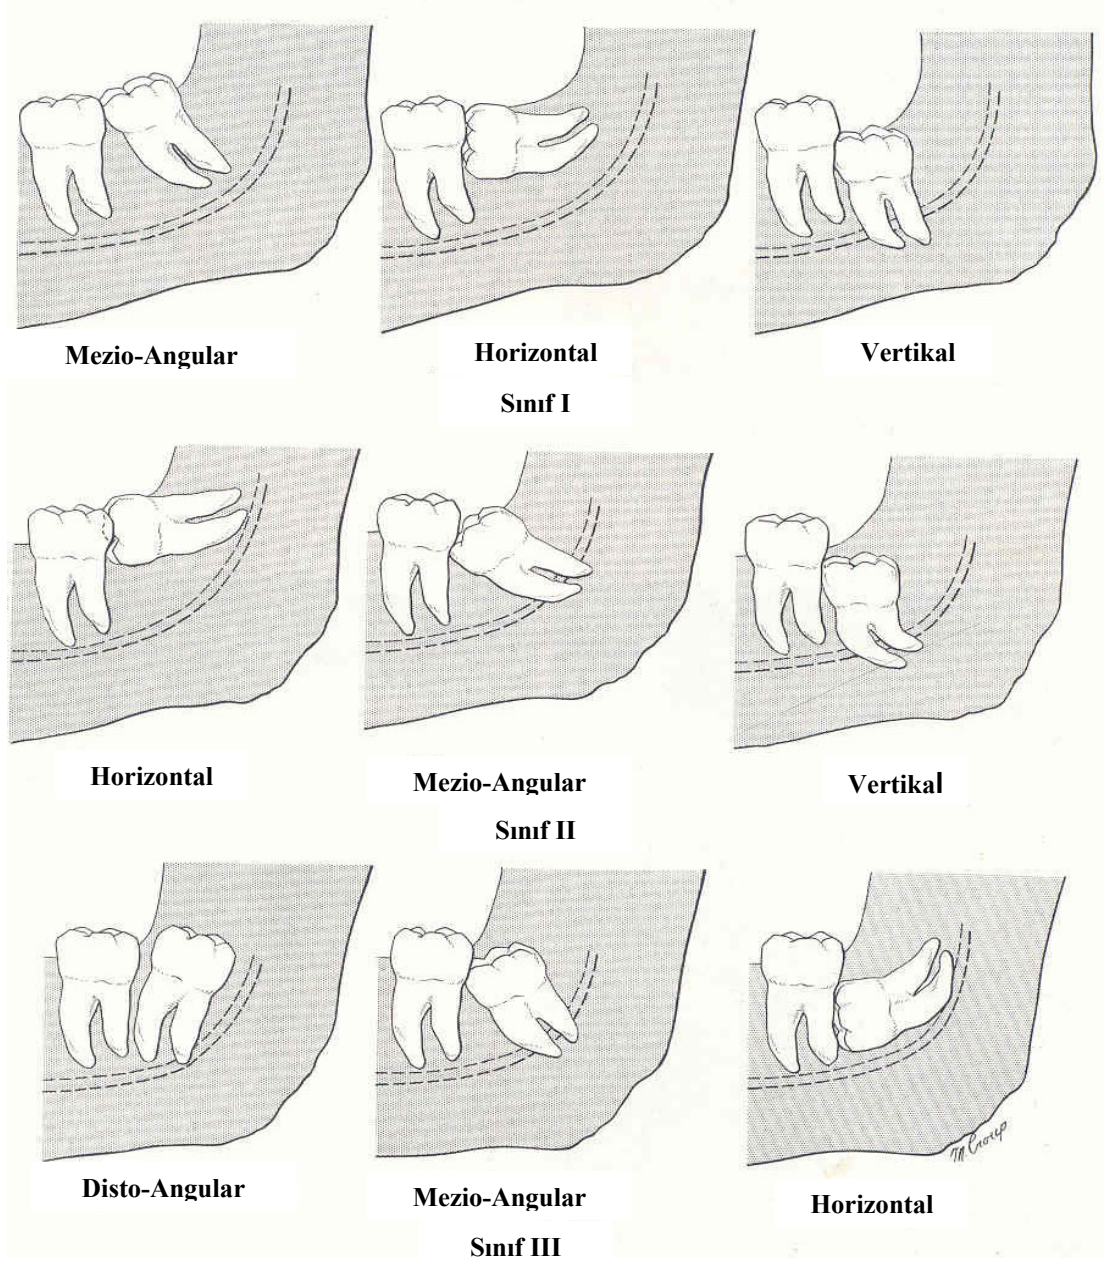 Mezio-Angular
Horizontal
Vertikal
Sınıf I
Horizontal
Mezio-Angular
Vertikal
Sınıf II
Disto-Angular
Mezio-Angular
Horizontal
Sınıf III